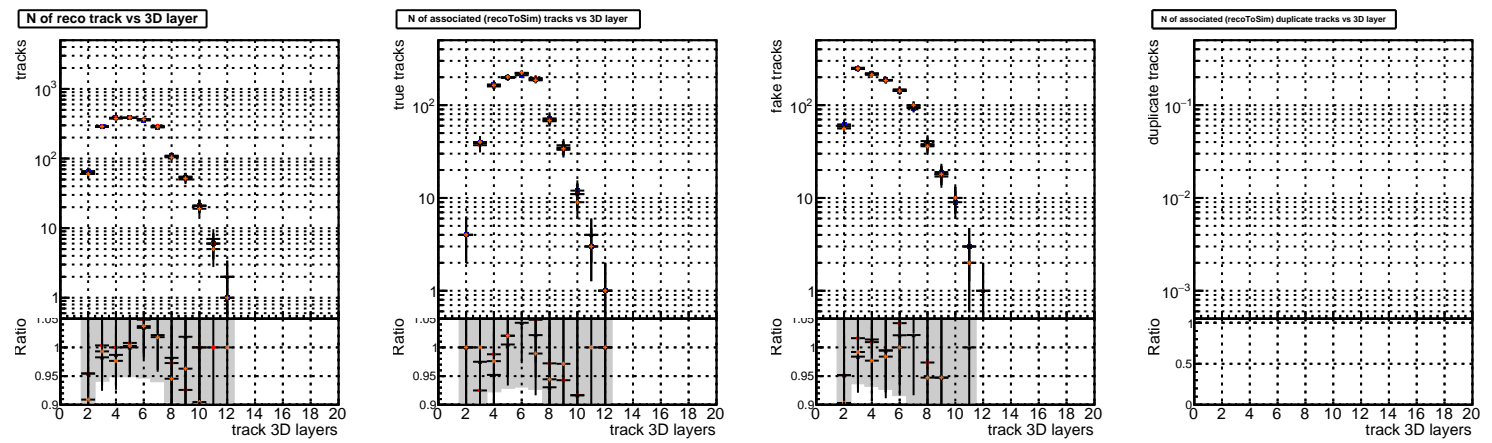 N of reco track vs 3D layer
tracks
10³
10²
10
1
Ratio
1.05
1
0.95
0.9
0 2 4 6 8 10 12 14 16 18 20
track 3D layers
N of associated (recoToSim) tracks vs 3D layer
true tracks
10²
10
1
Ratio
1.05
1
0.95
0.9
0 2 4 6 8 10 12 14 16 18 20
track 3D layers
fake tracks
10²
10
1
Ratio
1.05
1
0.95
0.9
0 2 4 6 8 10 12 14 16 18 20
track 3D layers
N of associated (recoToSim) duplicate tracks vs 3D layer
duplicate tracks
10⁻¹
10⁻²
10⁻³
Ratio
1
0.5
0
0 2 4 6 8 10 12 14 16 18 20
track 3D layers